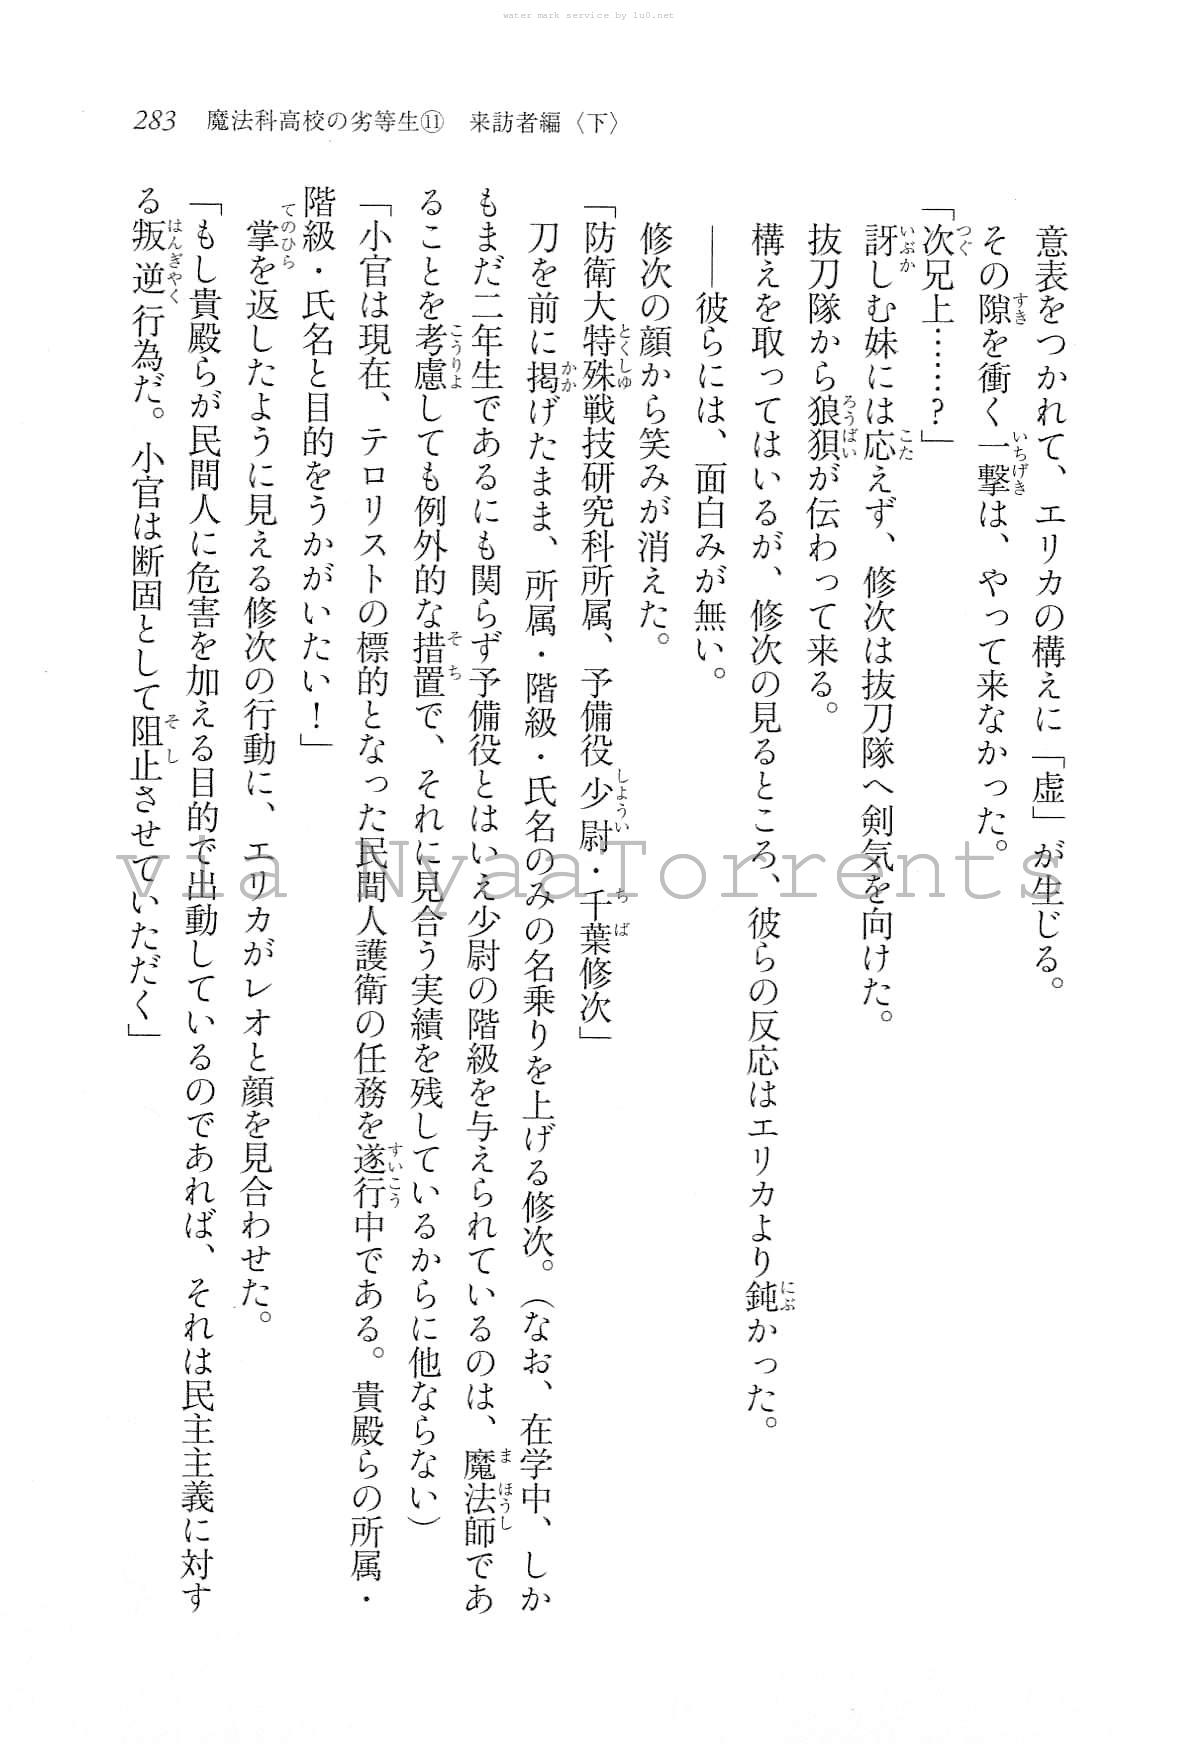 water mark service by lu0.net
283 魔法科高校の劣等生⑪ 来訪者編〈下〉
意表をつかれて、エリカの構えに「虚」が生じる。
その隙を衝く一撃は、やって来なかった。
「次兄上……？」
訝しむ妹には応えず、修次は抜刀隊へ剣気を向けた。
抜刀隊から狼狽が伝わって来る。
構えを取ってはいるが、修次の見るところ、彼らの反応はエリカより鈍かった。
――彼らには、面白みが無い。
修次の顔から笑みが消えた。
「防衛大特殊戦技研究科所属、予備役少尉・千葉修次」
刀を前に掲げたまま、所属・階級・氏名のみの名乗りを上げる修次。（なお、在学中、しか
もまだ二年生であるにも関らず予備役とはいえ少尉の階級を与えられているのは、魔法師であ
ることを考慮しても例外的な措置で、それに見合う実績を残しているからに他ならない）
「小官は現在、テロリストの標的となった民間人護衛の任務を遂行中である。貴殿らの所属・
階級・氏名と目的をうかがいたい！」
掌を返したように見える修次の行動に、エリカがレオと顔を見合わせた。
「もし貴殿らが民間人に危害を加える目的で出動しているのであれば、それは民主主義に対す
る叛逆行為だ。小官は断固として阻止させていただく」
via NyaaTorrents